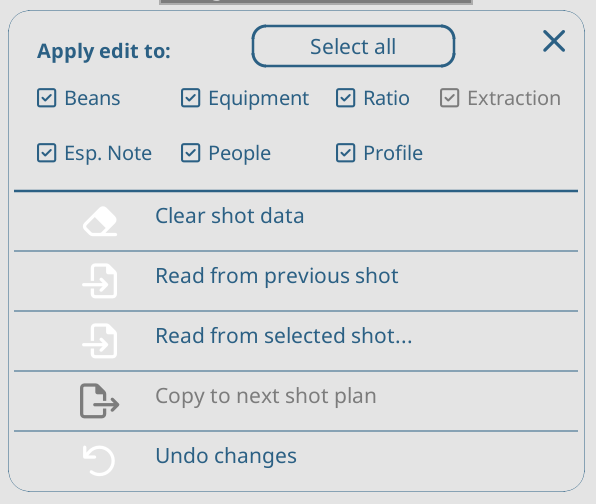 Apply edit to:
Select all
Beans
Equipment
Ratio
Extraction
Esp. Note
People
Profile
Clear shot data
Read from previous shot
Read from selected shot...
Copy to next shot plan
Undo changes